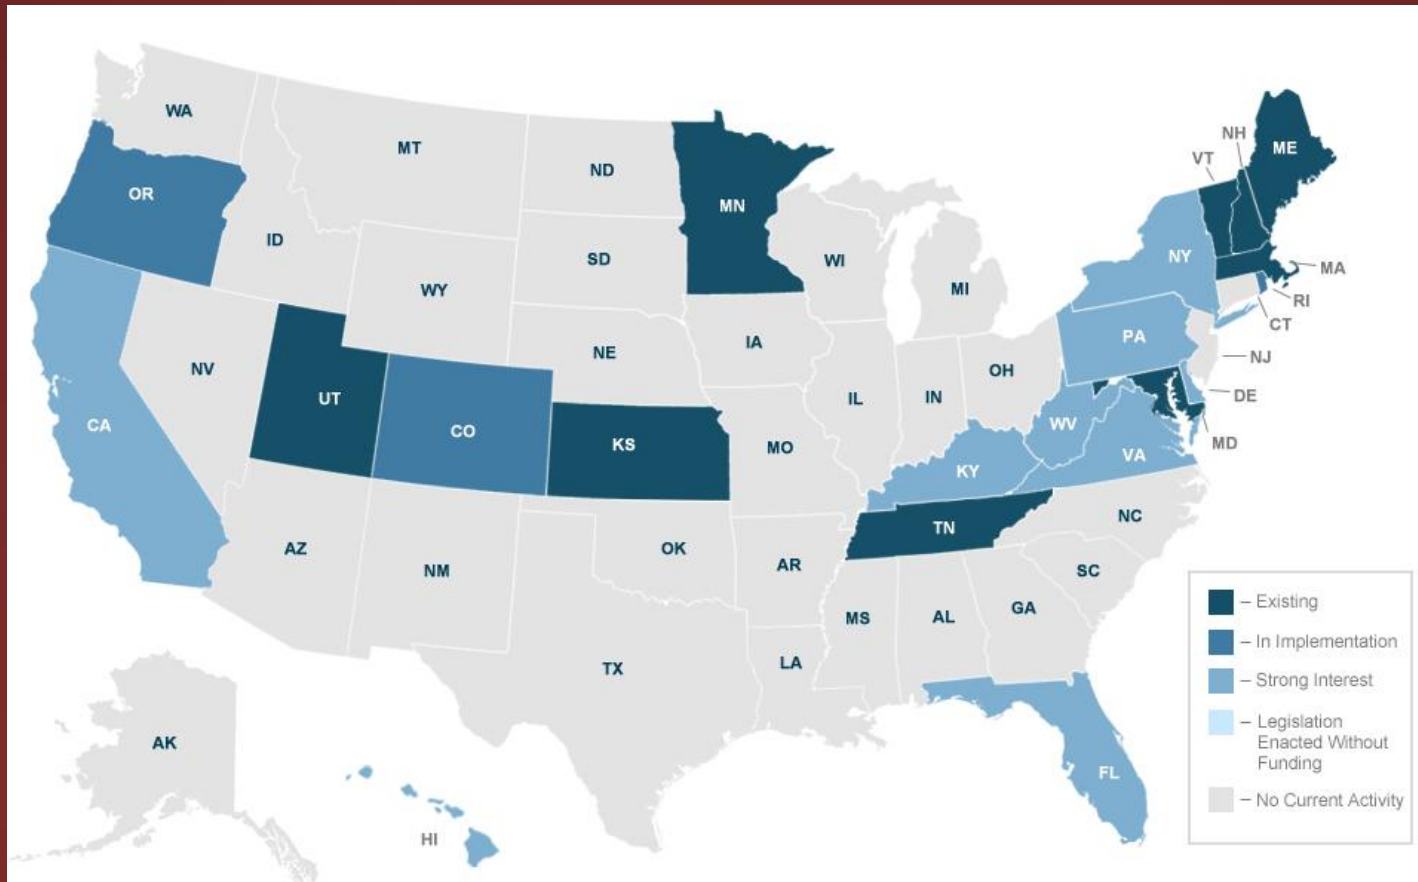 WA
MT
ND
MN
NH
ME
VT
OR
ID
SD
WI
NY
MA
WY
MI
RI
CT
IA
PA
NE
NJ
NV
OH
UT
IL
IN
DE
CA
CO
KS
WV
MD
MO
KY
VA
TN
NC
AZ
NM
OK
AR
SC
MS
AL
GA
LA
TX
AK
FL
HI
– Existing
– In Implementation
– Strong Interest
– Legislation
Enacted Without
Funding
– No Current Activity